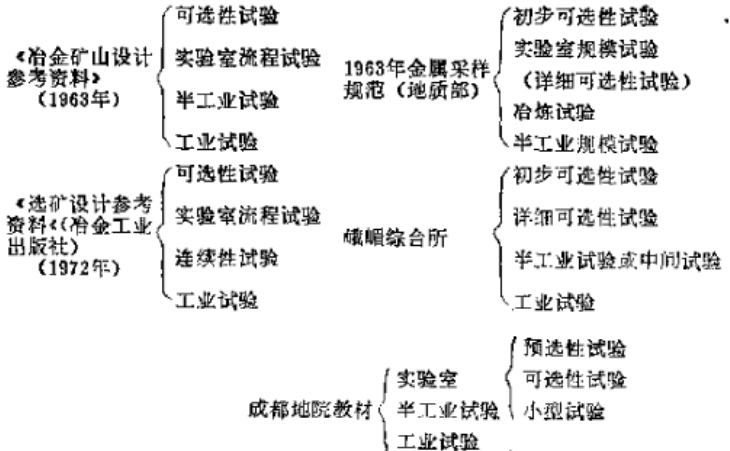 《冶金矿山设计
参考资料》
(1963年)
可选性试验
实验室流程试验
半工业试验
工业试验
1963年金属采样
规范（地质部）
初步可选性试验
实验室规模试验
（详细可选性试验）
冶炼试验
半工业规模试验
《选矿设计参考
资料《(冶金工业
出版社)
(1972年)
可选性试验
实验室流程试验
连续性试验
工业试验
峨嵋综合所
初步可选性试验
详细可选性试验
半工业试验或中间试验
工业试验
成都地院教材
实验室
半工业试验
工业试验
预选性试验
可选性试验
小型试验